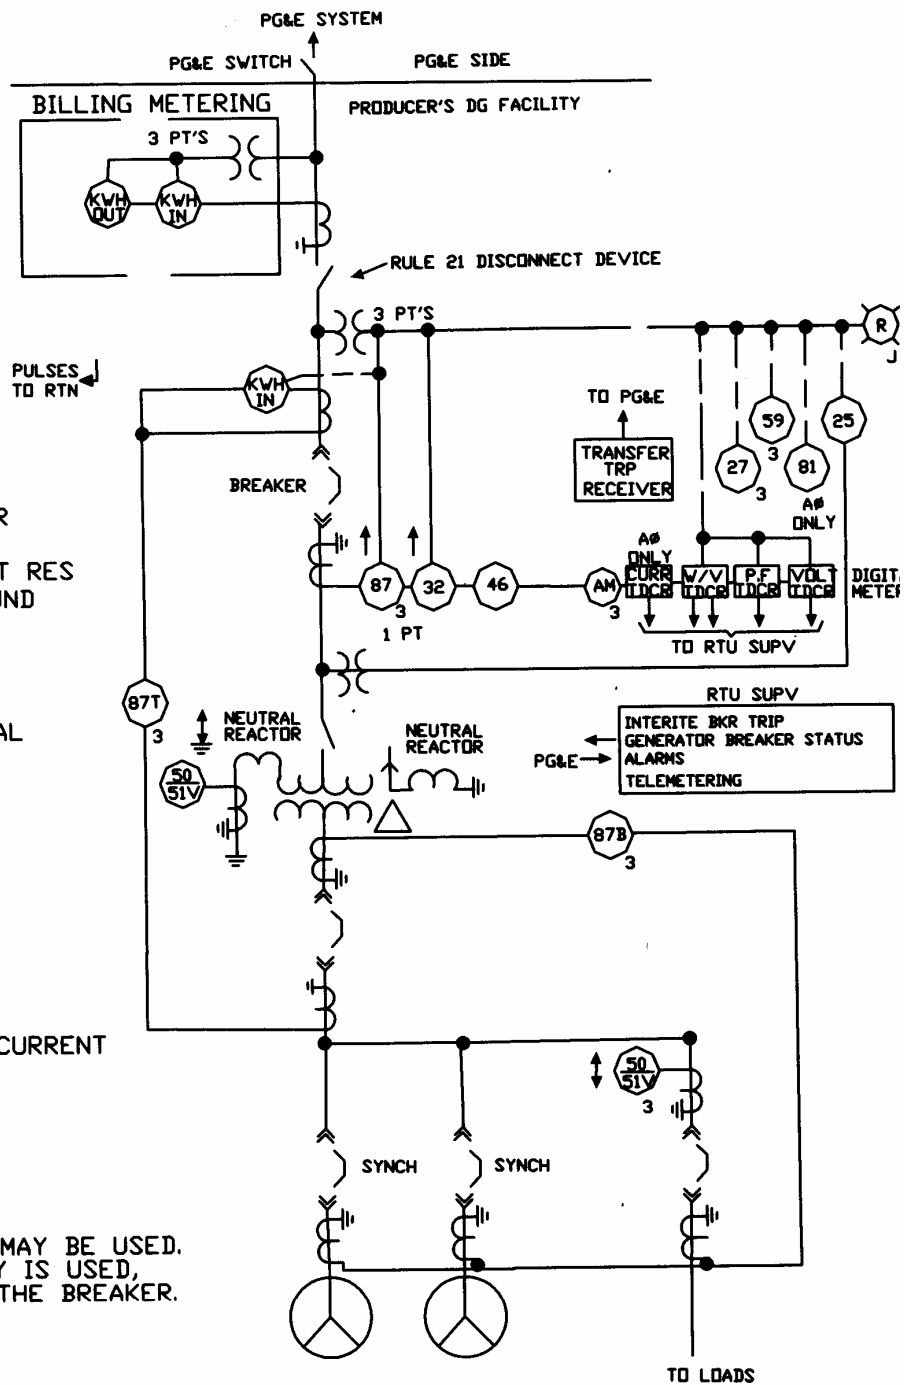 PG&E SYSTEM
PG&E SWITCH
PG&E SIDE
BILLING METERING
PRODUCER'S DG FACILITY
3 PT'S
KWH
OUT
KWH
IN
RULE 21 DISCONNECT DEVICE
3 PT'S
R
J
PULSES
TO RTN
KWH
IN
TO PG&E
59
3
25
TRANSFER
TRP
RECEIVER
27
3
81
AØ
ONLY
BREAKER
R
T RES
UND
87
3
32
46
1 PT
AM
3
AØ
ONLY
CURR
TDCR
W/V
TDCR
P.F
TDCR
VOLT
TDCR
DIGITA
METER
TO RTU SUPV
87T
3
AL
NEUTRAL
REACTOR
NEUTRAL
REACTOR
RTU SUPV
INTERITE BKR TRIP
GENERATOR BREAKER STATUS
PG&E
ALARMS
TELEMETERING
50
51V
87B
3
CURRENT
50
51V
3
SYNCH
SYNCH
MAY BE USED.
Y IS USED,
THE BREAKER.
TO LOADS